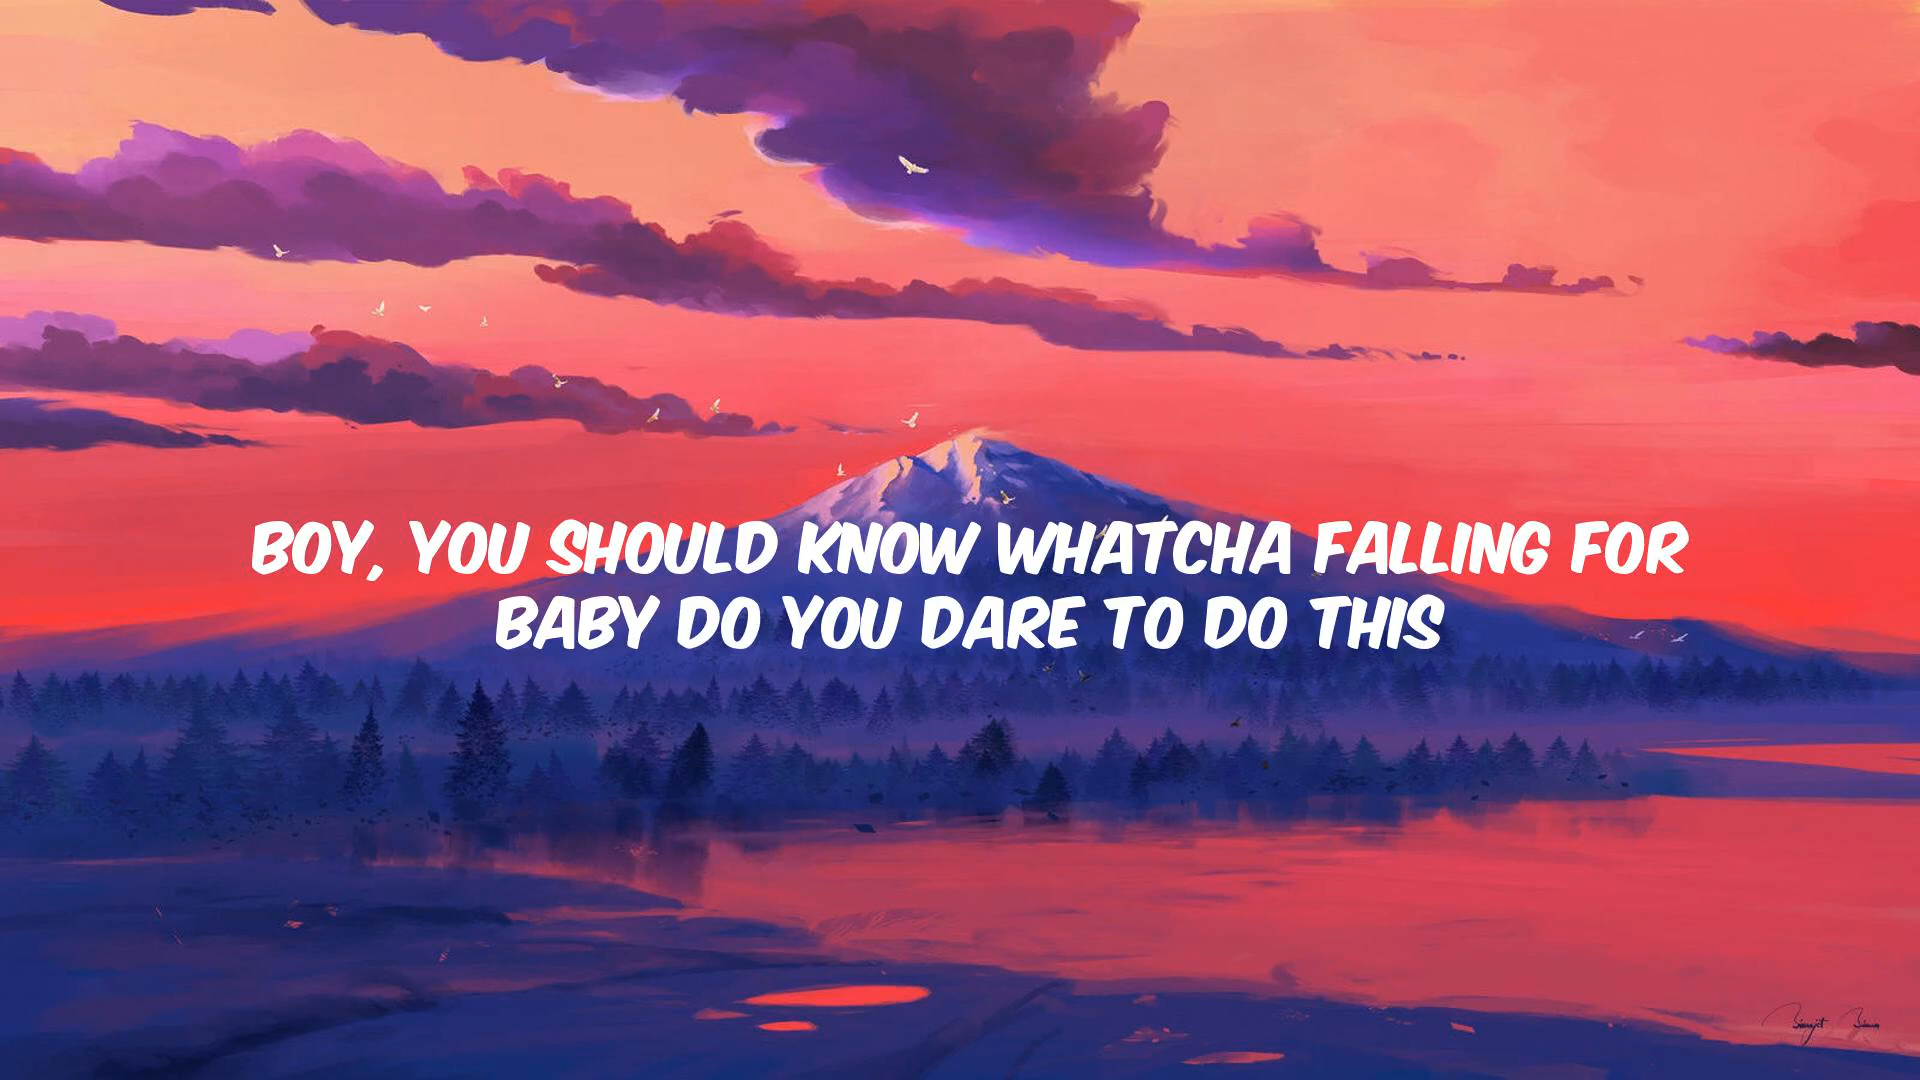 BOY, YOU SHOULD KNOW WHATCHA FALLING FOR
BABY DO YOU DARE TO DO THIS